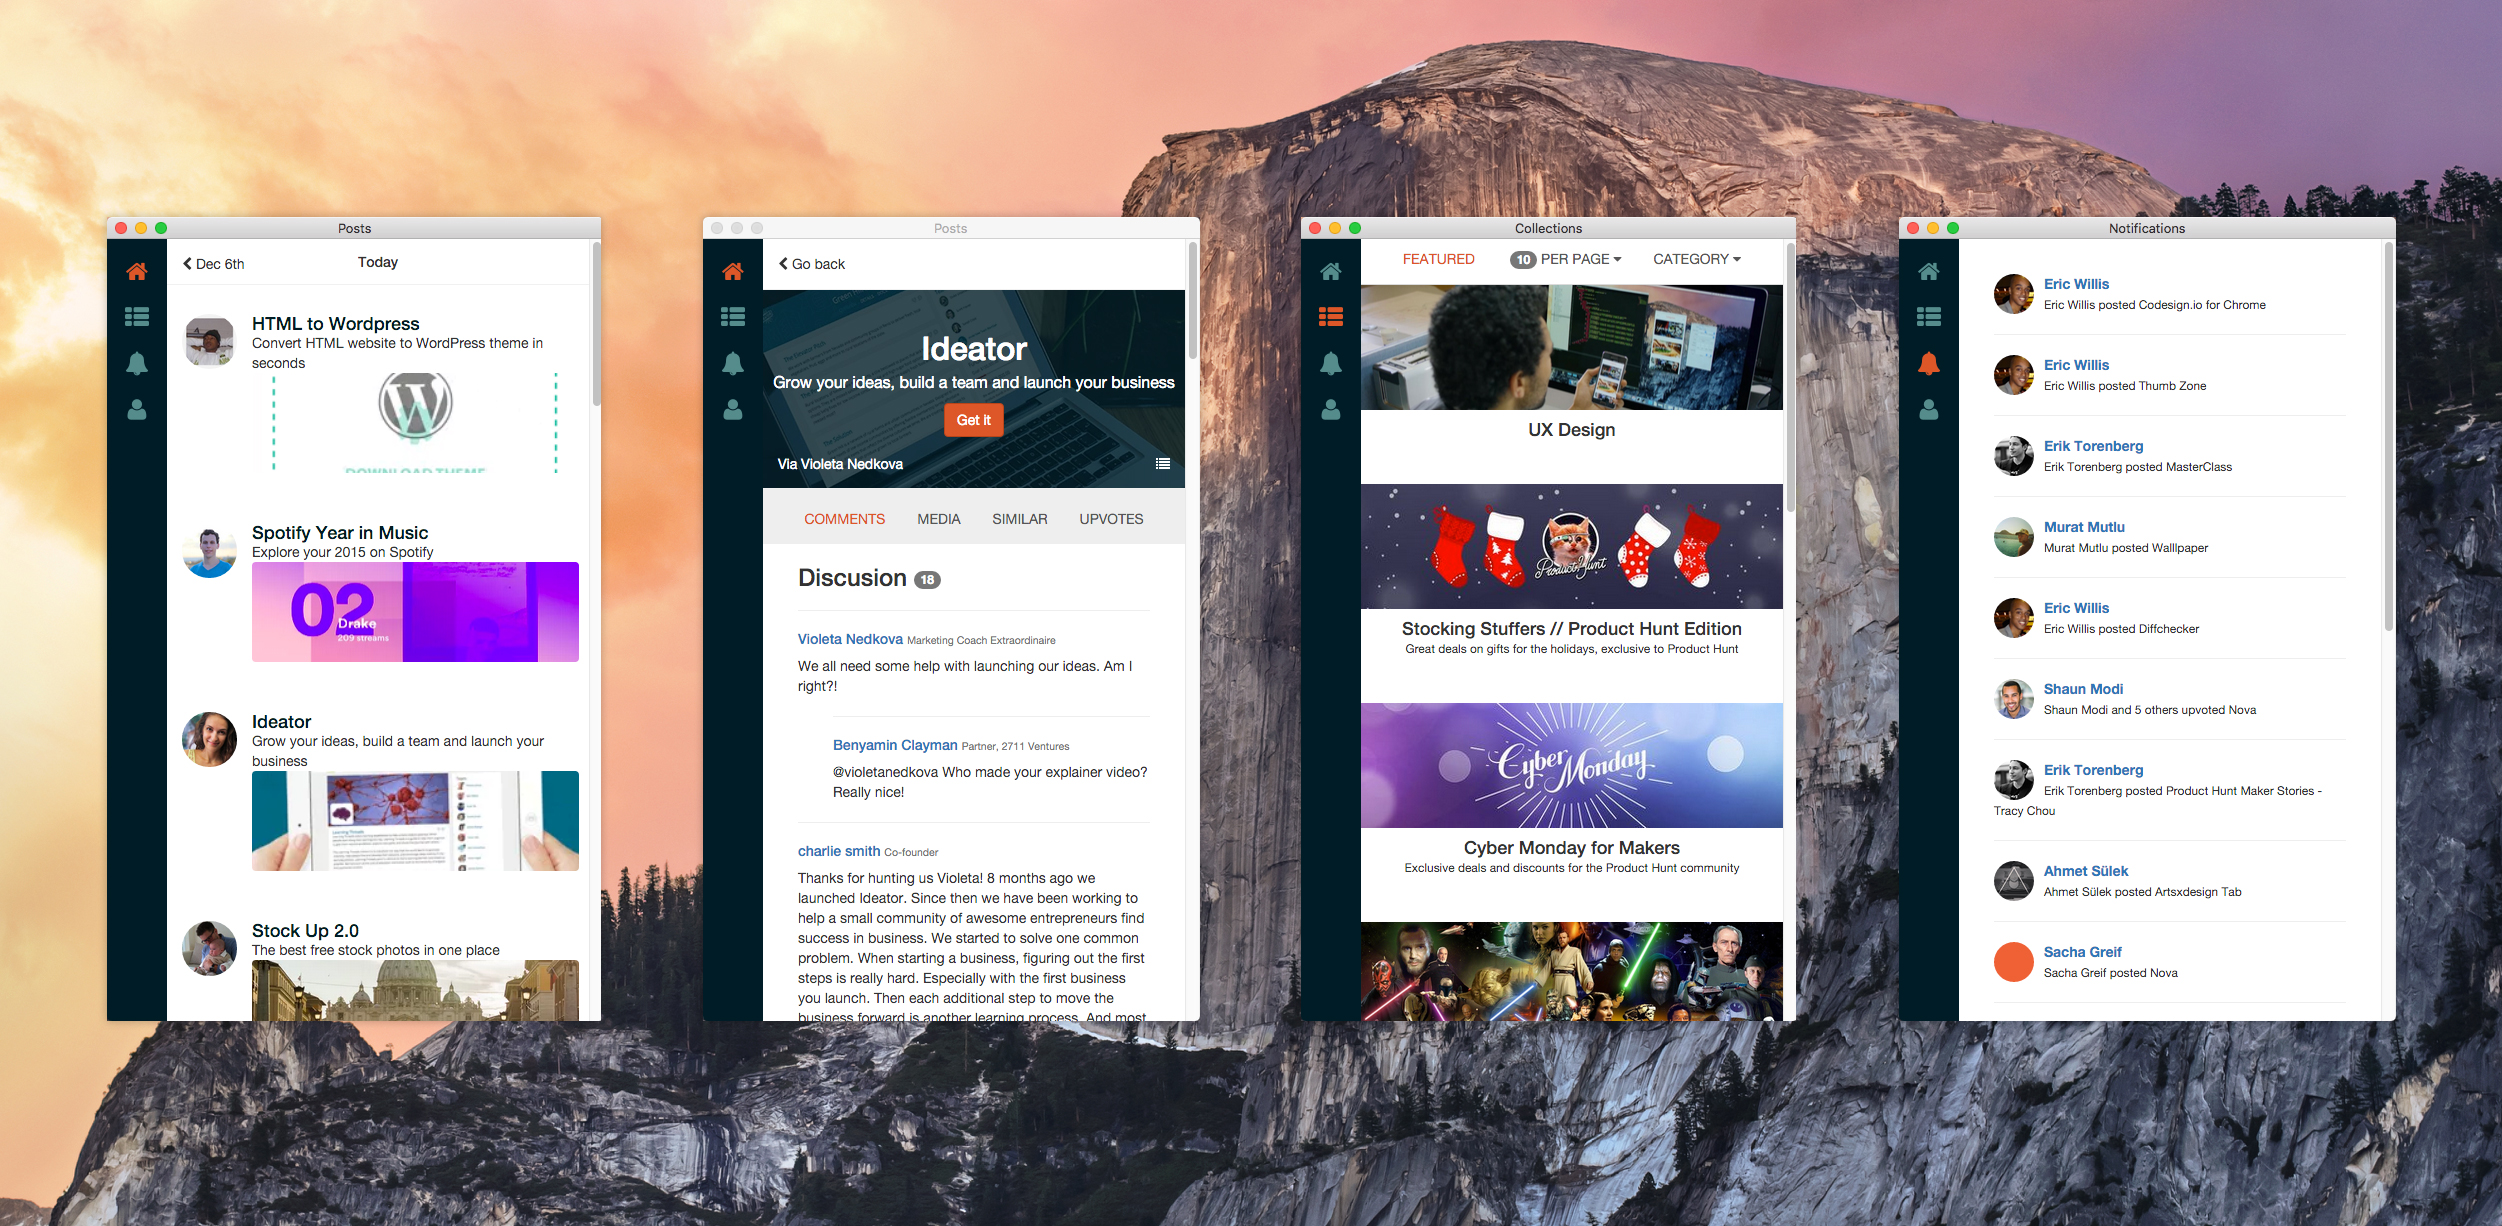 Posts
Dec 6th
Today
HTML to Wordpress
Convert HTML website to WordPress theme in
seconds
DOWNLOAD THEME
Spotify Year in Music
Explore your 2015 on Spotify
02
Drake
209 streams
Ideator
Grow your ideas, build a team and launch your
business
Stock Up 2.0
The best free stock photos in one place
Posts
Go back
Ideator
Grow your ideas, build a team and launch your business
Get it
Via Violeta Nedkova
COMMENTS MEDIA SIMILAR UPVOTES
Discusion 18
Violeta Nedkova Marketing Coach Extraordinaire
We all need some help with launching our ideas. Am I
right?!
Benyamin Clayman Partner, 2711 Ventures
@violetanedkova Who made your explainer video?
Really nice!
charlie smith Co-founder
Thanks for hunting us Violeta! 8 months ago we
launched Ideator. Since then we have been working to
help a small community of awesome entrepreneurs find
success in business. We started to solve one common
problem. When starting a business, figuring out the first
steps is really hard. Especially with the first business
you launch. Then each additional step to move the
business forward is another learning process. And most
Collections
FEATURED 10 PER PAGE CATEGORY
UX Design
ProductHunt
Stocking Stuffers // Product Hunt Edition
Great deals on gifts for the holidays, exclusive to Product Hunt
Cyber Monday
Cyber Monday for Makers
Exclusive deals and discounts for the Product Hunt community
Notifications
Eric Willis
Eric Willis posted Codesign.io for Chrome
Eric Willis
Eric Willis posted Thumb Zone
Erik Torenberg
Erik Torenberg posted MasterClass
Murat Mutlu
Murat Mutlu posted Walllpaper
Eric Willis
Eric Willis posted Diffchecker
Shaun Modi
Shaun Modi and 5 others upvoted Nova
Erik Torenberg
Erik Torenberg posted Product Hunt Maker Stories -
Tracy Chou
Ahmet Sülek
Ahmet Sülek posted Artsxdesign Tab
Sacha Greif
Sacha Greif posted Nova